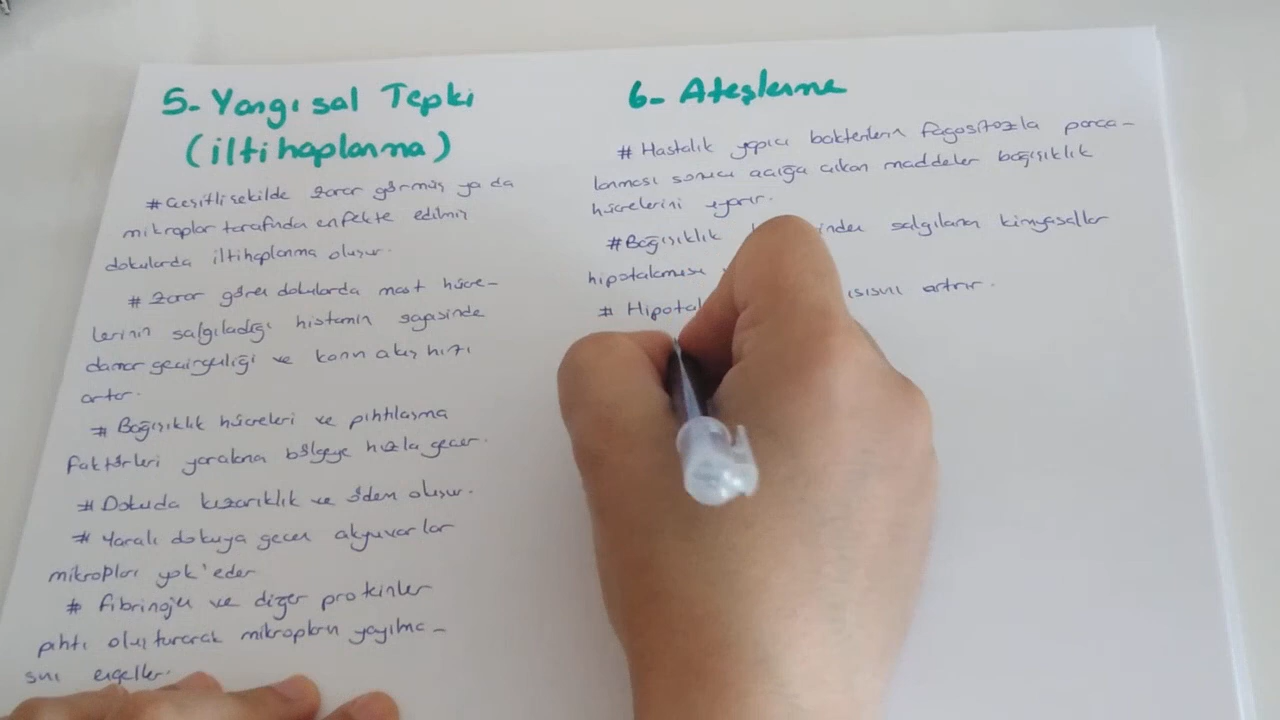 5- Yangısal Tepki
(iltihaplanma)
# Çeşitli şekilde zarar görmüş ya da
mikroplar tarafından enfekte edilmiş
dokularda iltihaplanma oluşur.
# Zarar gören dokularda mast hücre-
lerinin salgıladığı histamin sayesinde
damar geçirgenliği ve kanın akış hızı
artar.
# Bağışıklık hücreleri ve pıhtılaşma
faktörleri yaralanan bölgeye hızla geçer.
# Dokuda kızarıklık ve ödem oluşur.
# Yaralı dokuya geçen akyuvarlar
mikropları yok eder
# fibrinojen ve diğer proteinler
pıhtı oluşturarak mikropların yayılma-
sını engeller.
6- Ateşlenme
# Hastalık yapıcı bakterilerin fagositozla parça-
lanması sonucu açığa çıkan maddeler bağışıklık
hücrelerini uyarır.
#Bağışıklık salgılanan kimyasallar
hipotalamusu
# Hipotal ısısını artırır.